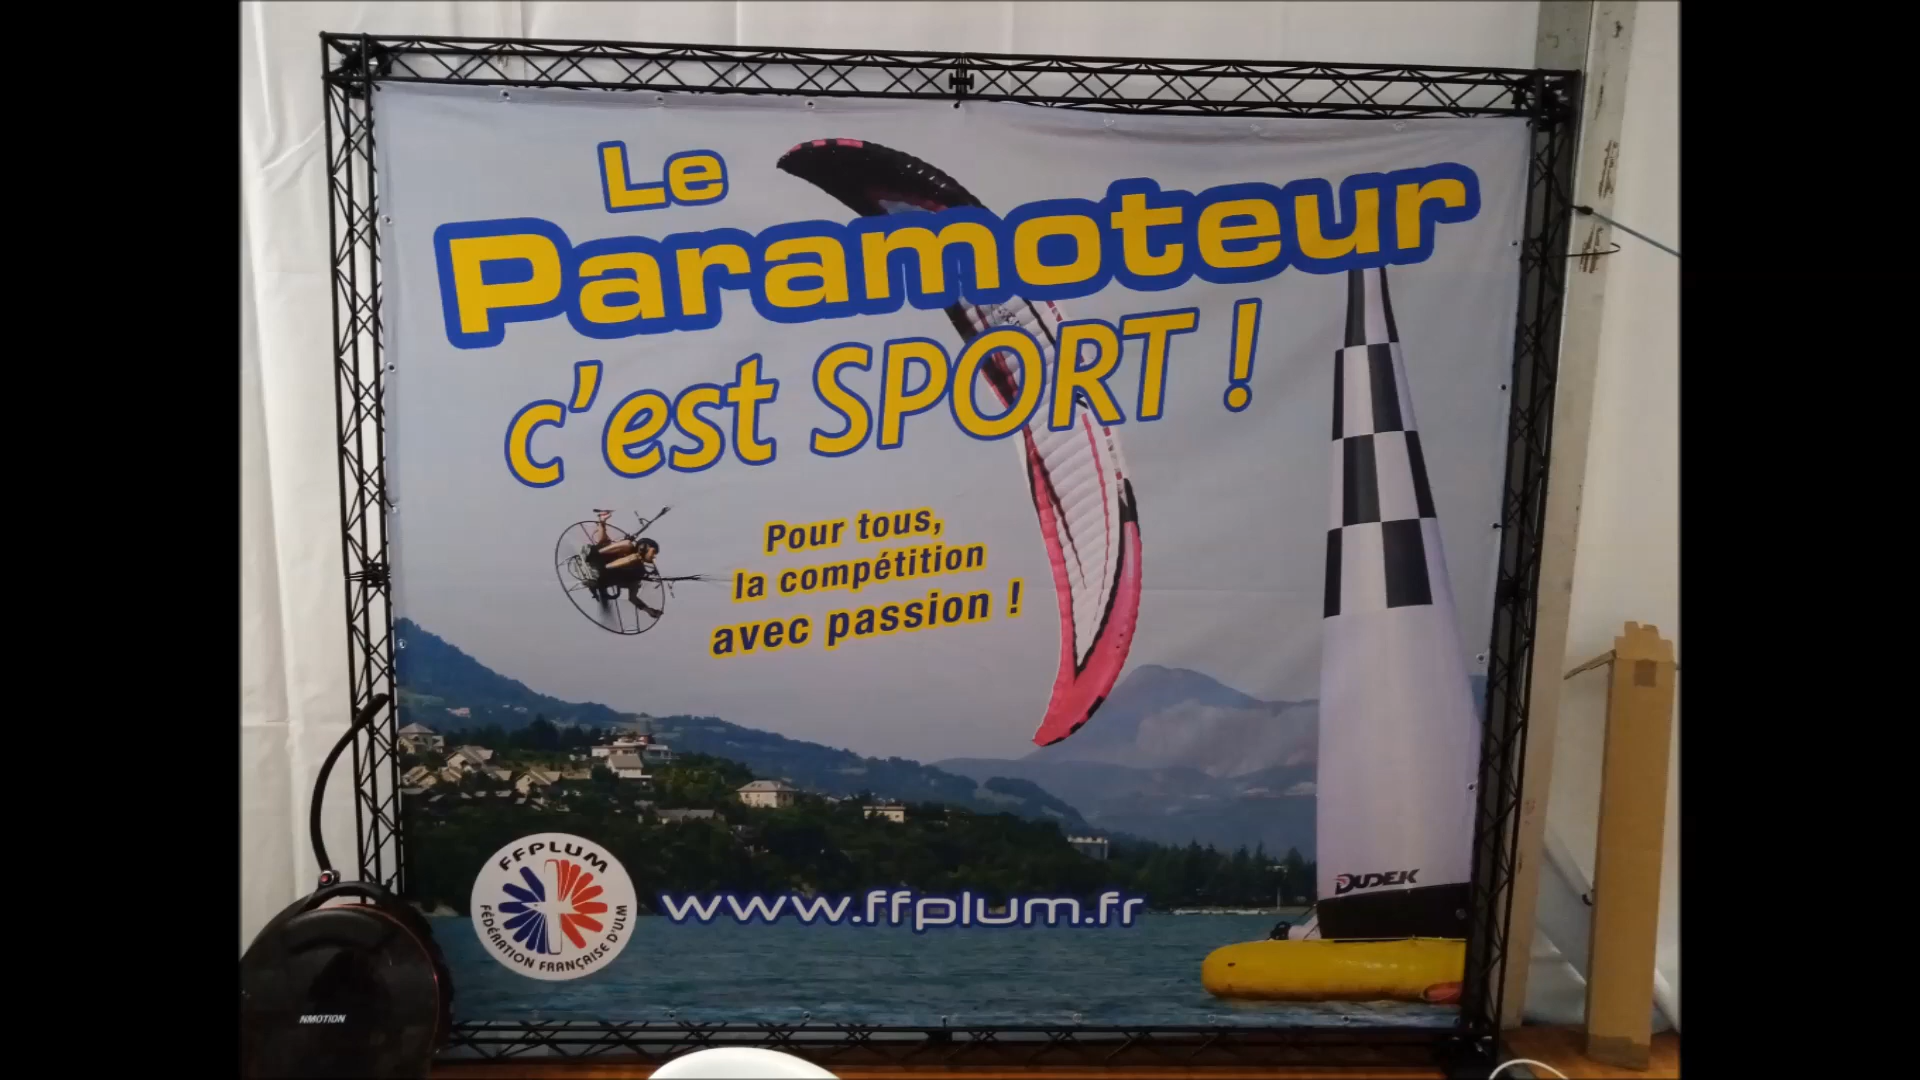 Le
Paramoteur
c'est SPORT !
Pour tous,
la compétition
avec passion !
DUDEK
FFPLUM
FÉDÉRATION FRANÇAISE D'ULM
www.ffplum.fr
NMOTION